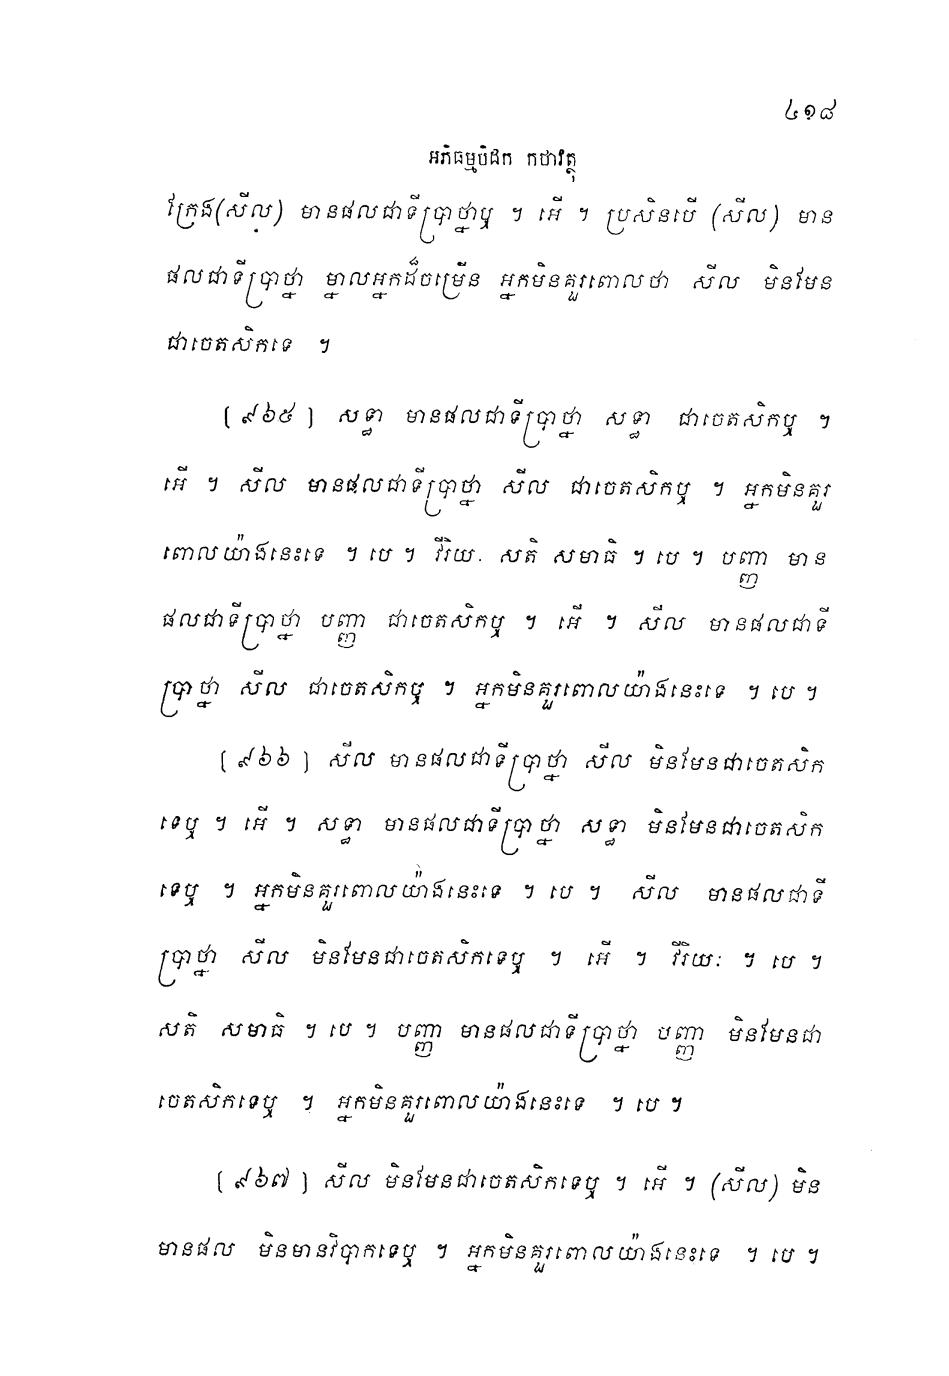 ៤១៨
អភិធម្មបិដក កថាវត្ថុ
ក្រែង(សីល) មានផលជាទីប្រាថ្នាឬ ។ អើ ។ ប្រសិនបើ (សីល) មាន
ផលជាទីប្រាថ្នា ម្នាលអ្នកដ៏ចម្រើន អ្នកមិនគួរពោលថា សីល មិនមែន
ជាចេតសិកទេ ។
(៩៦៥) សទ្ធា មានផលជាទីប្រាថ្នា សទ្ធា ជាចេតសិកឬ ។
អើ ។ សីល មានផលជាទីប្រាថ្នា សីល ជាចេតសិកឬ ។ អ្នកមិនគួរ
ពោលយ៉ាងនេះទេ ។ បេ ។ វីរិយៈ សតិ សមាធិ ។ បេ ។ បញ្ញា មាន
ផលជាទីប្រាថ្នា បញ្ញា ជាចេតសិកឬ ។ អើ ។ សីល មានផលជាទី
ប្រាថ្នា សីល ជាចេតសិកឬ ។ អ្នកមិនគួរពោលយ៉ាងនេះទេ ។ បេ ។
(៩៦៦) សីល មានផលជាទីប្រាថ្នា សីល មិនមែនជាចេតសិក
ទេឬ ។ អើ ។ សទ្ធា មានផលជាទីប្រាថ្នា សទ្ធា មិនមែនជាចេតសិក
ទេឬ ។ អ្នកមិនគួរពោលយ៉ាងនេះទេ ។ បេ ។ សីល មានផលជាទី
ប្រាថ្នា សីល មិនមែនជាចេតសិកទេឬ ។ អើ ។ វីរិយៈ ។ បេ ។
សតិ សមាធិ ។ បេ ។ បញ្ញា មានផលជាទីប្រាថ្នា បញ្ញា មិនមែនជា
ចេតសិកទេឬ ។ អ្នកមិនគួរពោលយ៉ាងនេះទេ ។ បេ ។
(៩៦៧) សីល មិនមែនជាចេតសិកទេឬ ។ អើ ។ (សីល) មិន
មានផល មិនមានវិបាកទេឬ ។ អ្នកមិនគួរពោលយ៉ាងនេះទេ ។ បេ ។